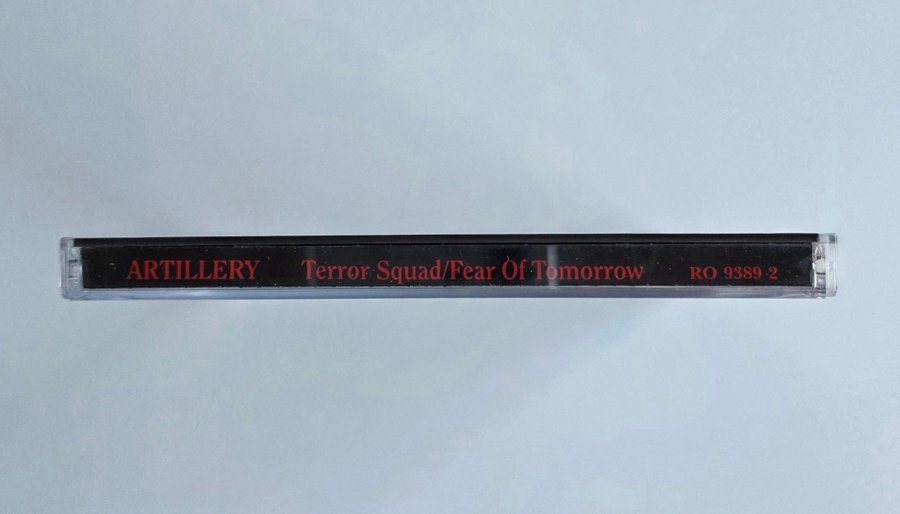 ARTILLERY Terror Squad/Fear Of Tomorrow RO 9389 2